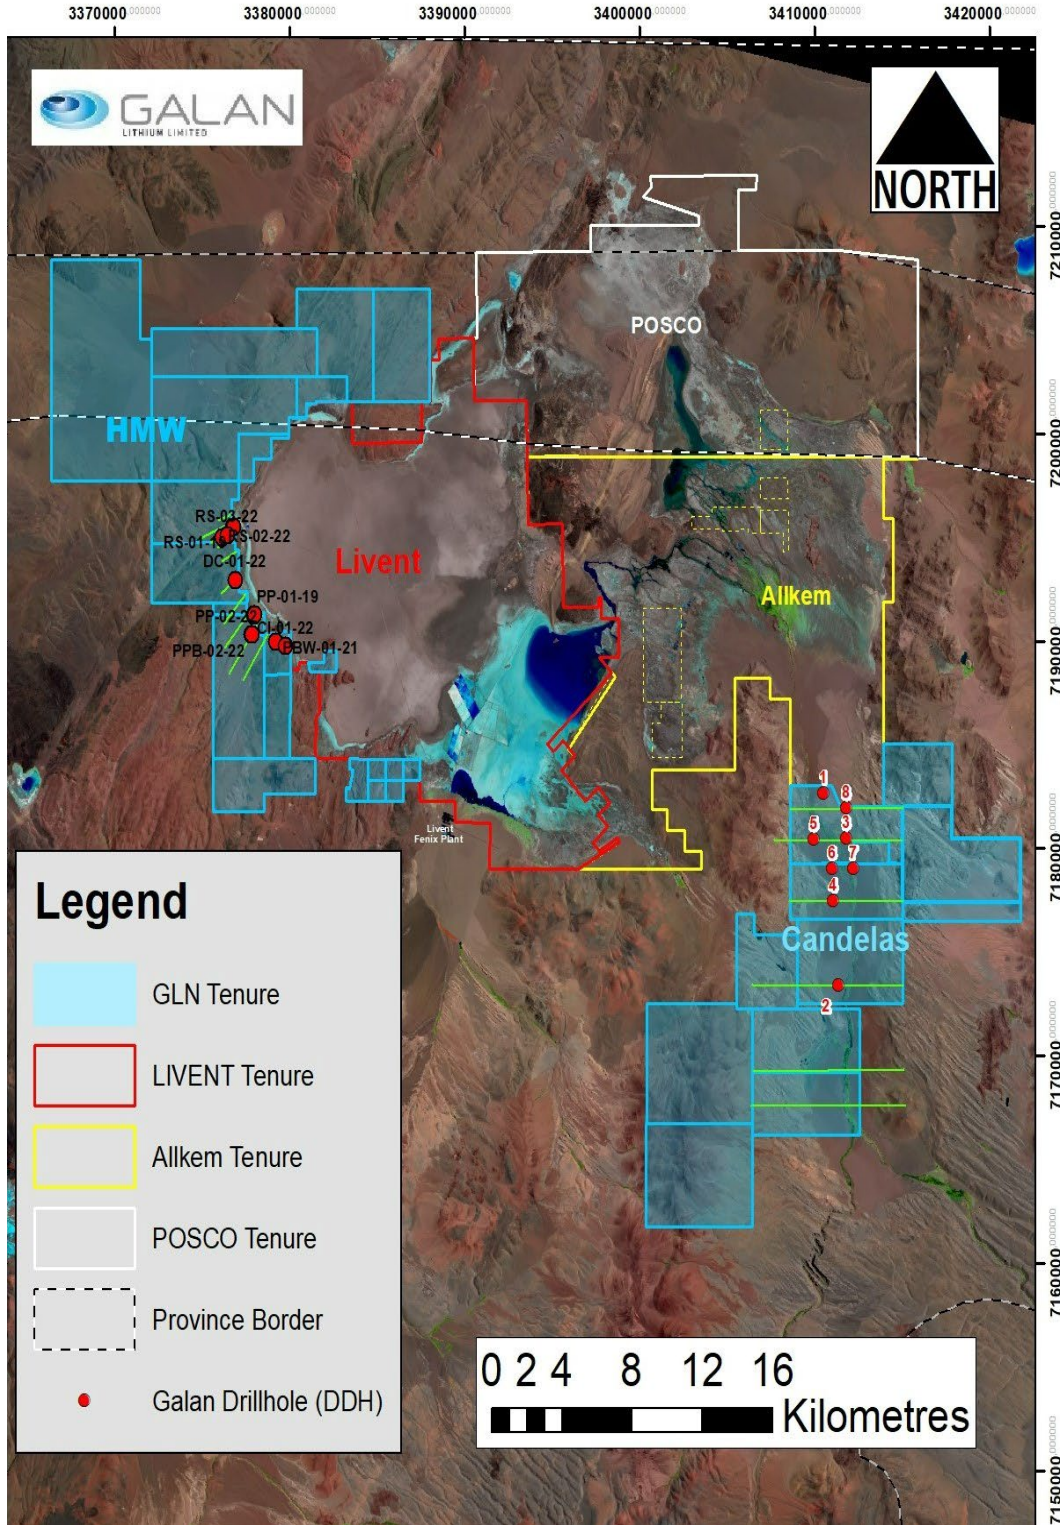 3370000.000000
3380000.000000
3390000.000000
3400000.000000
3410000.000000
3420000.000000
GALAN
LITHIUM LIMITED
NORTH
7210000.000000
POSCO
HMW
7200000.000000
RS-03-22
RS-01-19
RS-02-22
Livent
DC-01-22
PP-01-19
Allkem
PP-02-22
CI-01-22
PPB-02-22
PBW-01-21
7190000.000000
1
8
5
3
Livent
Fenix Plant
7180000.000000
6
7
4
Candelas
2
7170000.000000
7160000.000000
7150000.000000
Legend
GLN Tenure
LIVENT Tenure
Allkem Tenure
POSCO Tenure
Province Border
Galan Drillhole (DDH)
0 2 4 8 12 16
Kilometres